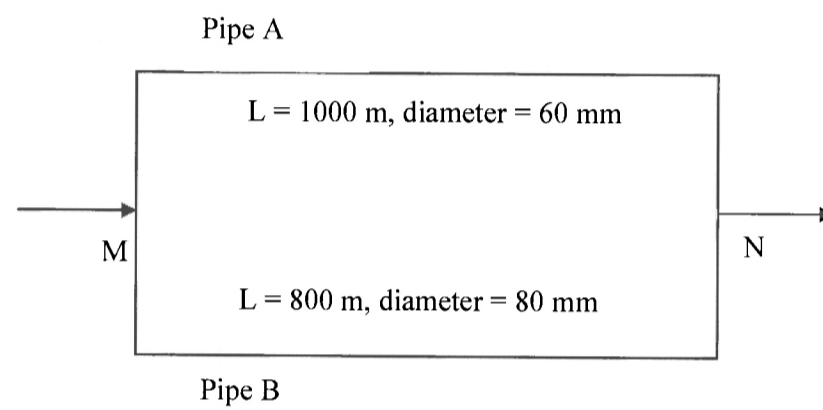 Pipe A
L = 1000 m, diameter = 60 mm
M
N
L = 800 m, diameter = 80 mm
Pipe B